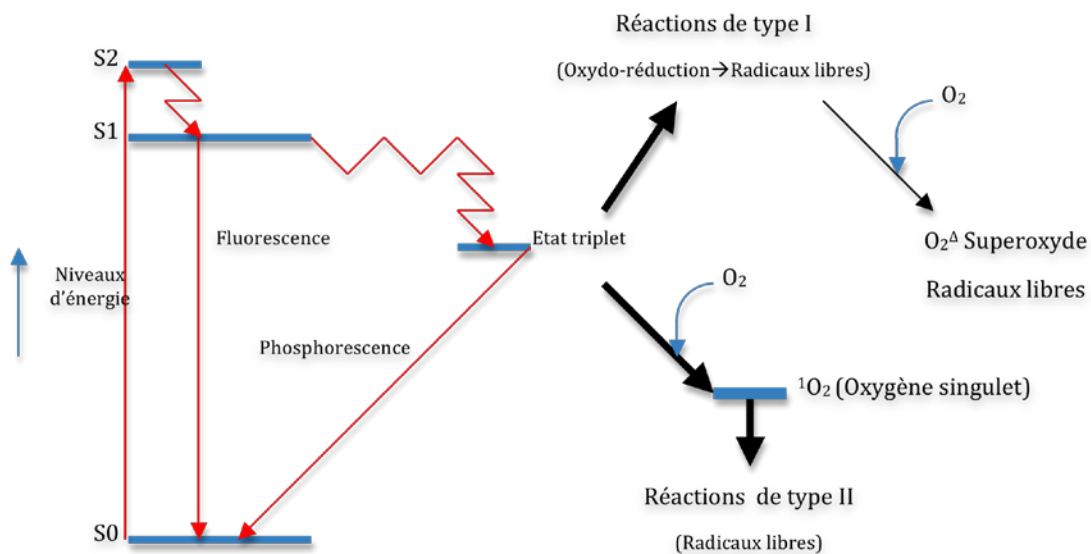 Réactions de type I
(Oxydo-réduction→Radicaux libres)
S2
O₂
S1
Fluorescence
Etat triplet
O₂ᐞ Superoxyde
Niveaux
d'énergie
O₂
Radicaux libres
Phosphorescence
¹O₂ (Oxygène singulet)
Réactions de type II
S0
(Radicaux libres)